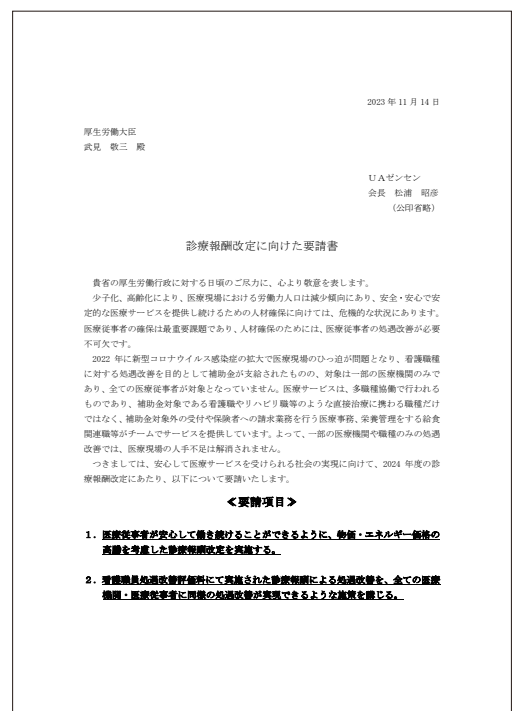 2023 年 11 月 14 日
厚生労働大臣
武見　敬三　殿
ＵＡゼンセン
会長　松浦　昭彦
（公印省略）
診療報酬改定に向けた要請書
貴省の厚生労働行政に対する日頃のご尽力に、心より敬意を表します。
少子化、高齢化により、医療現場における労働力人口は減少傾向にあり、安全・安心で安
定的な医療サービスを提供し続けるための人材確保に向けては、危機的な状況にあります。
医療従事者の確保は最重要課題であり、人材確保のためには、医療従事者の処遇改善が必要
不可欠です。
2022 年に新型コロナウイルス感染症の拡大で医療現場のひっ迫が問題となり、看護職種
に対する処遇改善を目的として補助金が支給されたものの、対象は一部の医療機関のみで
あり、全ての医療従事者が対象となっていません。医療サービスは、多職種協働で行われる
ものであり、補助金対象である看護職やリハビリ職等のような直接治療に携わる職種だけ
ではなく、補助金対象外の受付や保険者への請求業務を行う医療事務、栄養管理をする給食
関連職等がチームでサービスを提供しています。よって、一部の医療機関や職種のみの処遇
改善では、医療現場の人手不足は解消されません。
つきましては、安心して医療サービスを受けられる社会の実現に向けて、2024 年度の診
療報酬改定にあたり、以下について要請いたします。
≪要請項目≫
１．医療従事者が安心して働き続けることができるように、物価・エネルギー価格の
高騰を考慮した診療報酬改定を実施する。
２．看護職員処遇改善評価料にて実施された診療報酬による処遇改善を、全ての医療
機関・医療従事者に同様の処遇改善が実現できるような施策を講じる。